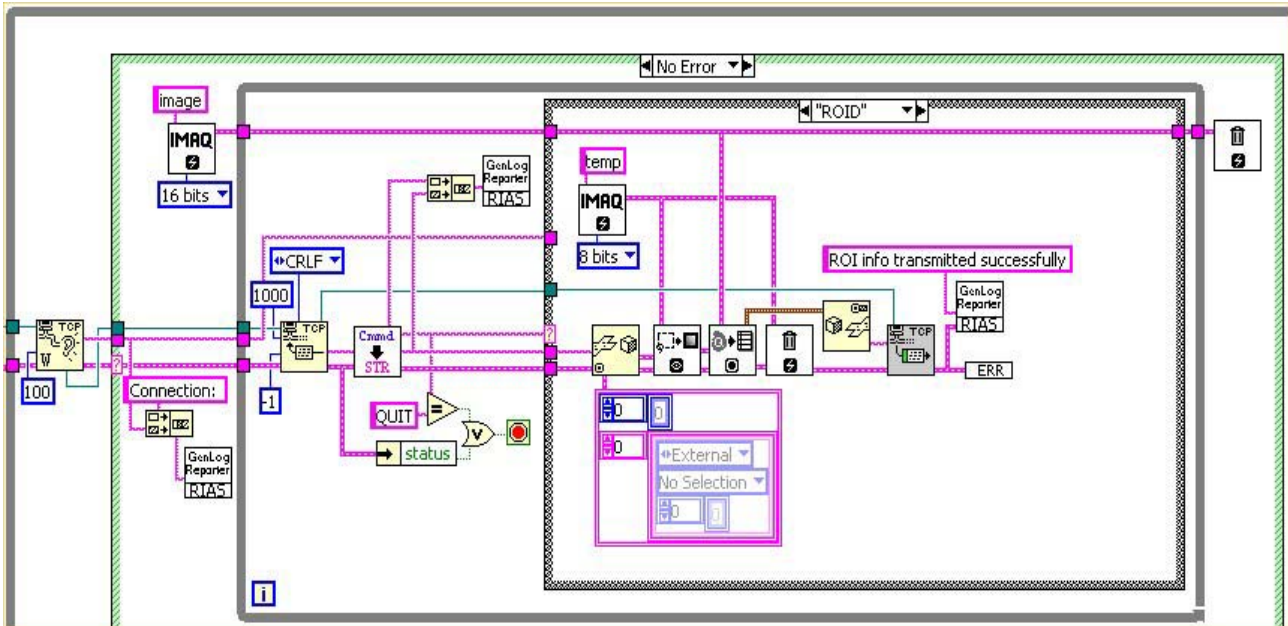 No Error
image
IMAQ
16 bits
"ROID"
GenLog
Reporter
RIAS
temp
IMAQ
8 bits
CRLF
1000
ROI info transmitted successfully
GenLog
Reporter
RIAS
TCP
W
100
TCP
-1
Cmmd
STR
?
?
TCP
ERR
Connection:
QUIT
=
V
status
GenLog
Reporter
RIAS
0
0
0
External
No Selection
0
0
i